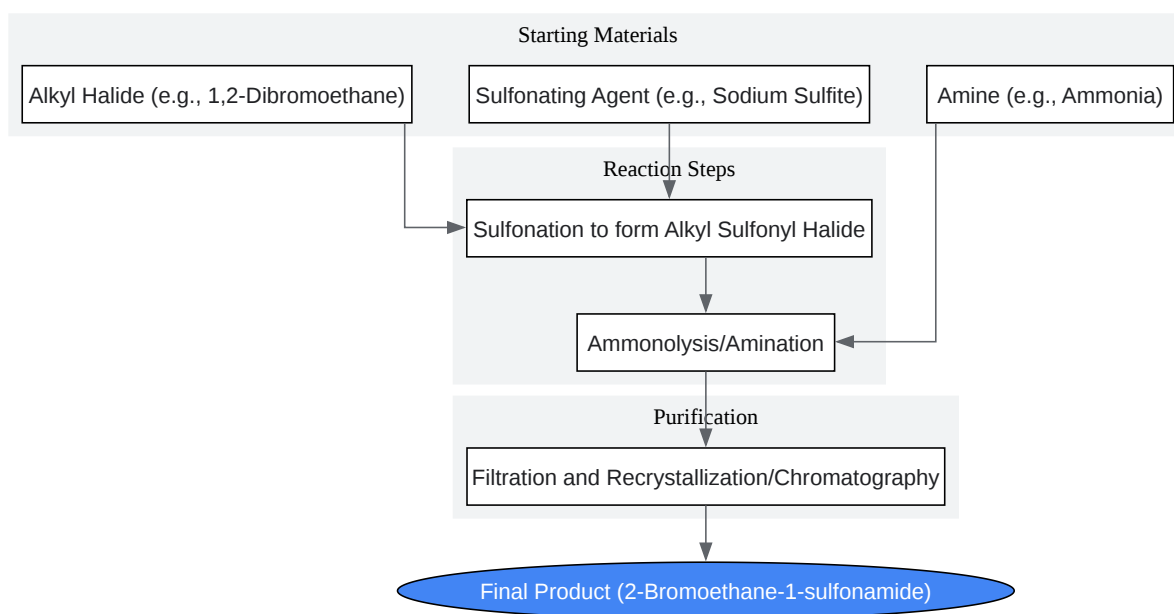 Starting Materials
Alkyl Halide (e.g., 1,2-Dibromoethane)
Sulfonating Agent (e.g., Sodium Sulfite)
Amine (e.g., Ammonia)
Reaction Steps
Sulfonation to form Alkyl Sulfonyl Halide
Ammonolysis/Amination
Purification
Filtration and Recrystallization/Chromatography
Final Product (2-Bromoethane-1-sulfonamide)